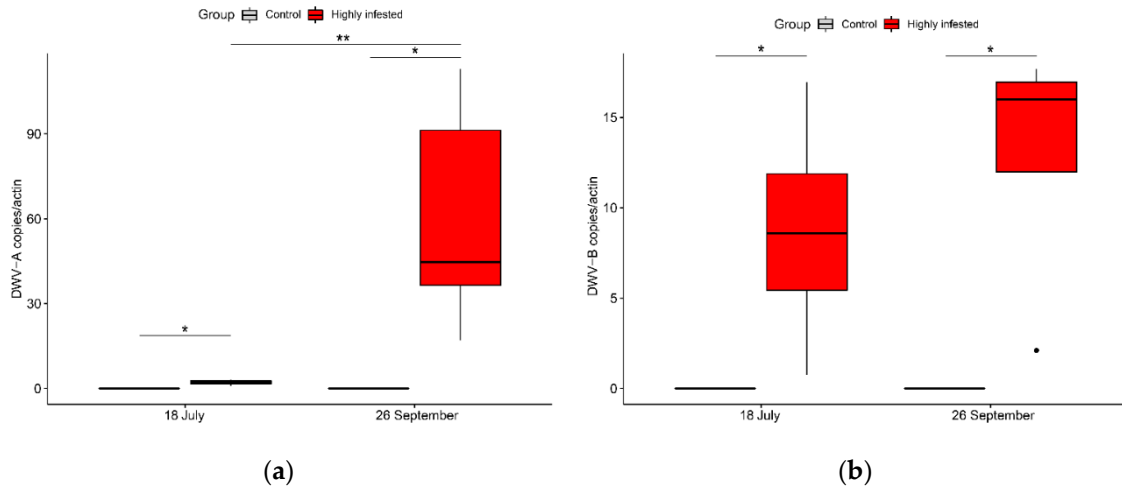 Group Control Highly infested
** 
*
*
DWV−A copies/actin
90
60
30
0
18 July 26 September
(a)
Group Control Highly infested
* *
DWV−B copies/actin
15
10
5
0
18 July 26 September
(b)